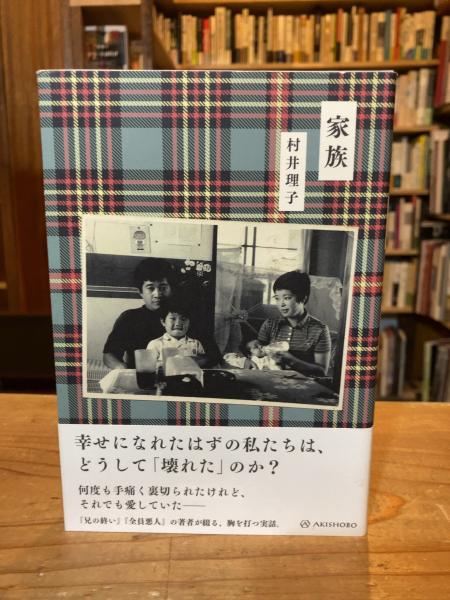 家族
村井理子
幸せになれたはずの私たちは、
どうして「壊れた」のか?
何度も手痛く裏切られたけれど、
それでも愛していた――
『兄の終い』『全員悪人』の著者が綴る、胸を打つ実話。
AKISHOBO